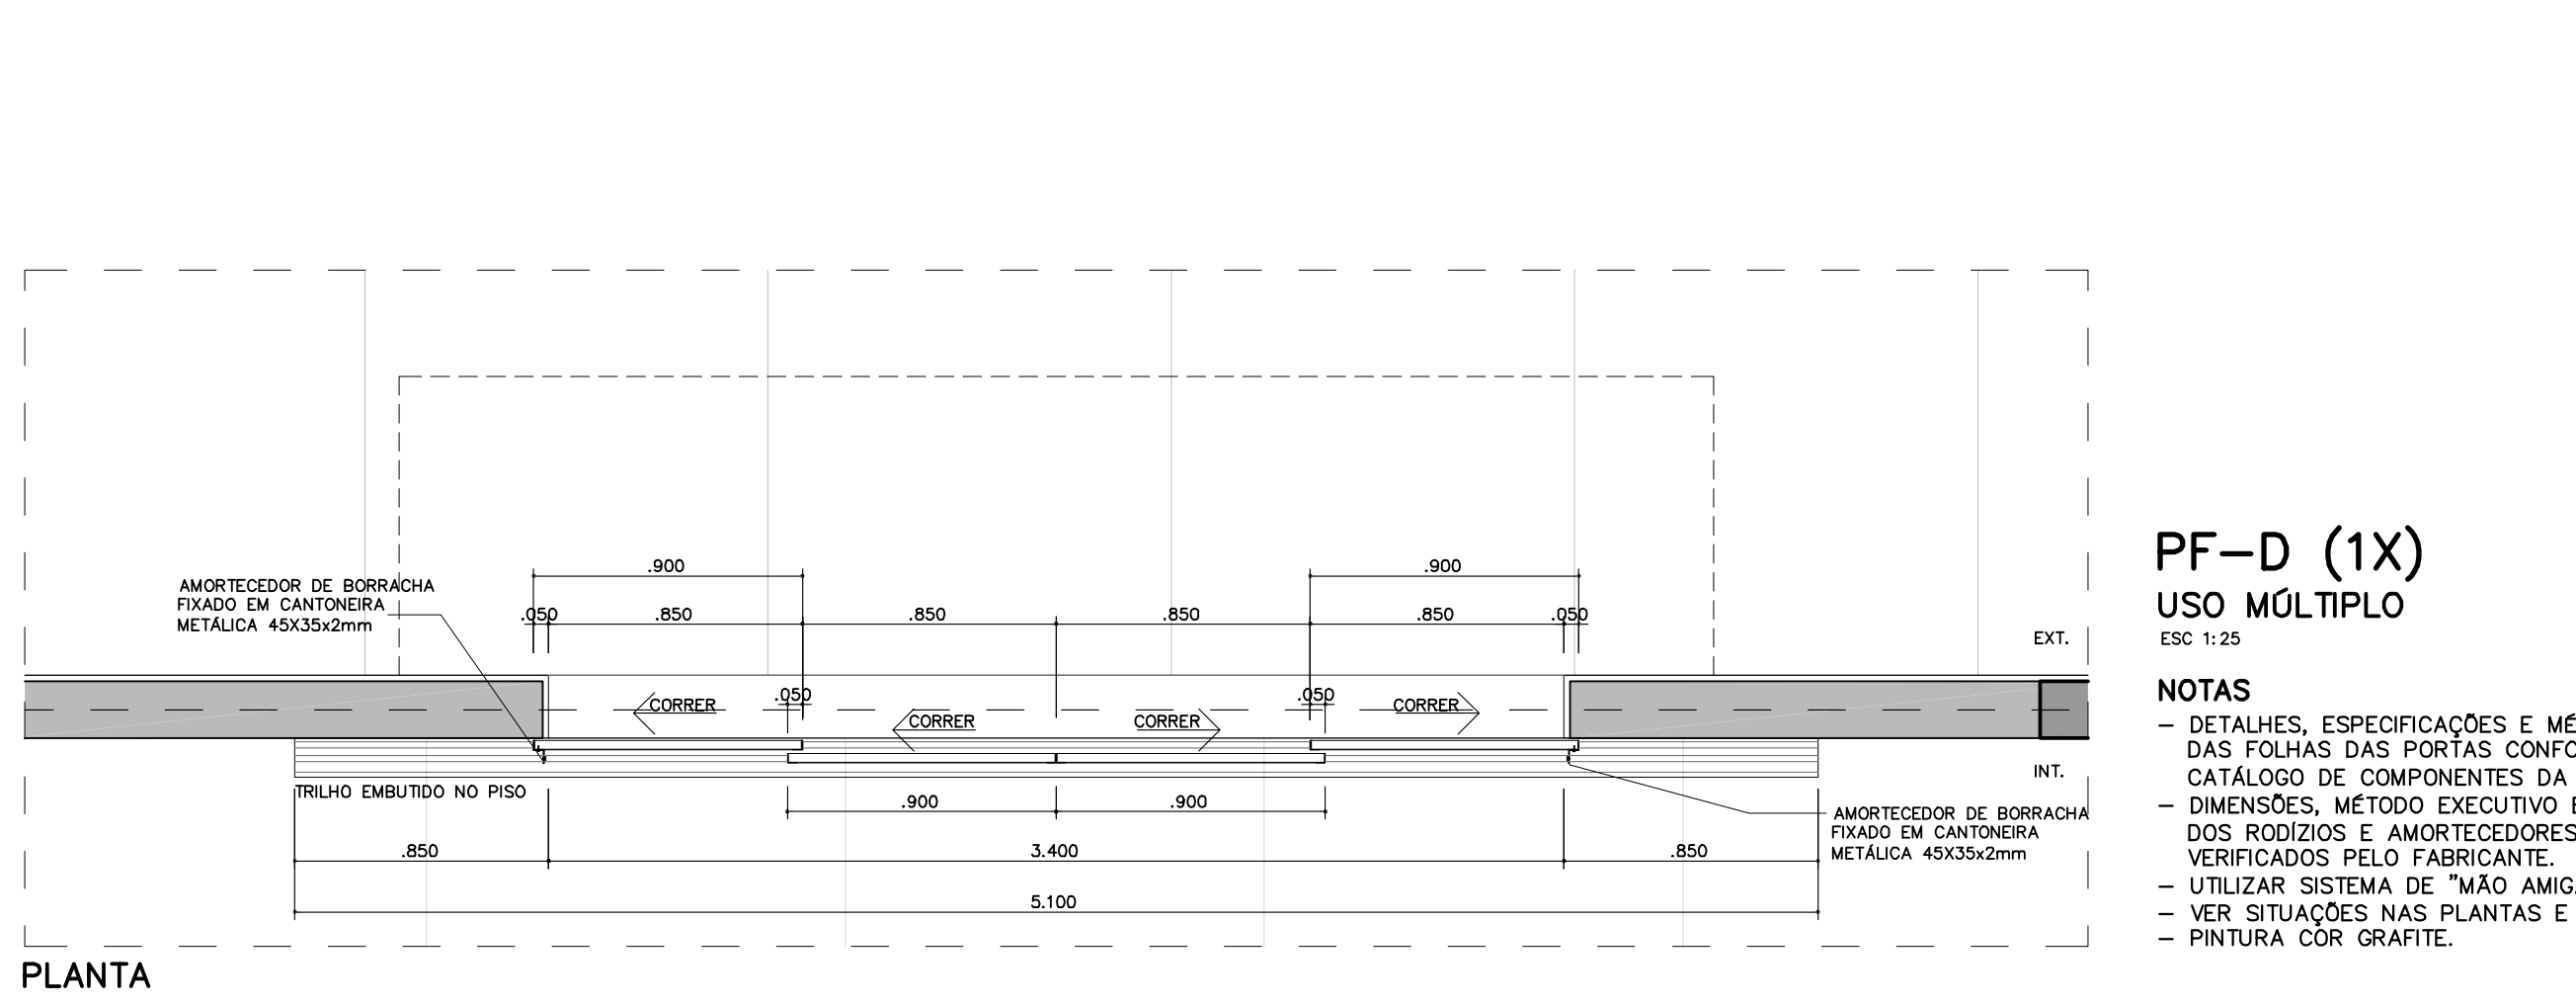 .900
.900
AMORTECEDOR DE BORRACHA
FIXADO EM CANTONEIRA
METÁLICA 45X35x2mm
.050
.850
.850
.850
.850
.050
EXT.
.050
.050
CORRER
CORRER
CORRER
CORRER
INT.
TRILHO EMBUTIDO NO PISO
.900
.900
AMORTECEDOR DE BORRACHA
FIXADO EM CANTONEIRA
METÁLICA 45X35x2mm
.850
3.400
.850
5.100
PLANTA
PF-D (1X)
USO MÚLTIPLO
ESC 1:25
NOTAS
- DETALHES, ESPECIFICAÇÕES E
DAS FOLHAS DAS PORTAS
CATÁLOGO DE COMPONENTES DA
- DIMENSÕES, MÉTODO EXECUTIVO
DOS RODÍZIOS E AMORTECEDORES
VERIFICADOS PELO FABRICANTE.
- UTILIZAR SISTEMA DE "MÃO
- VER SITUAÇÕES NAS PLANTAS E
- PINTURA COR GRAFITE.